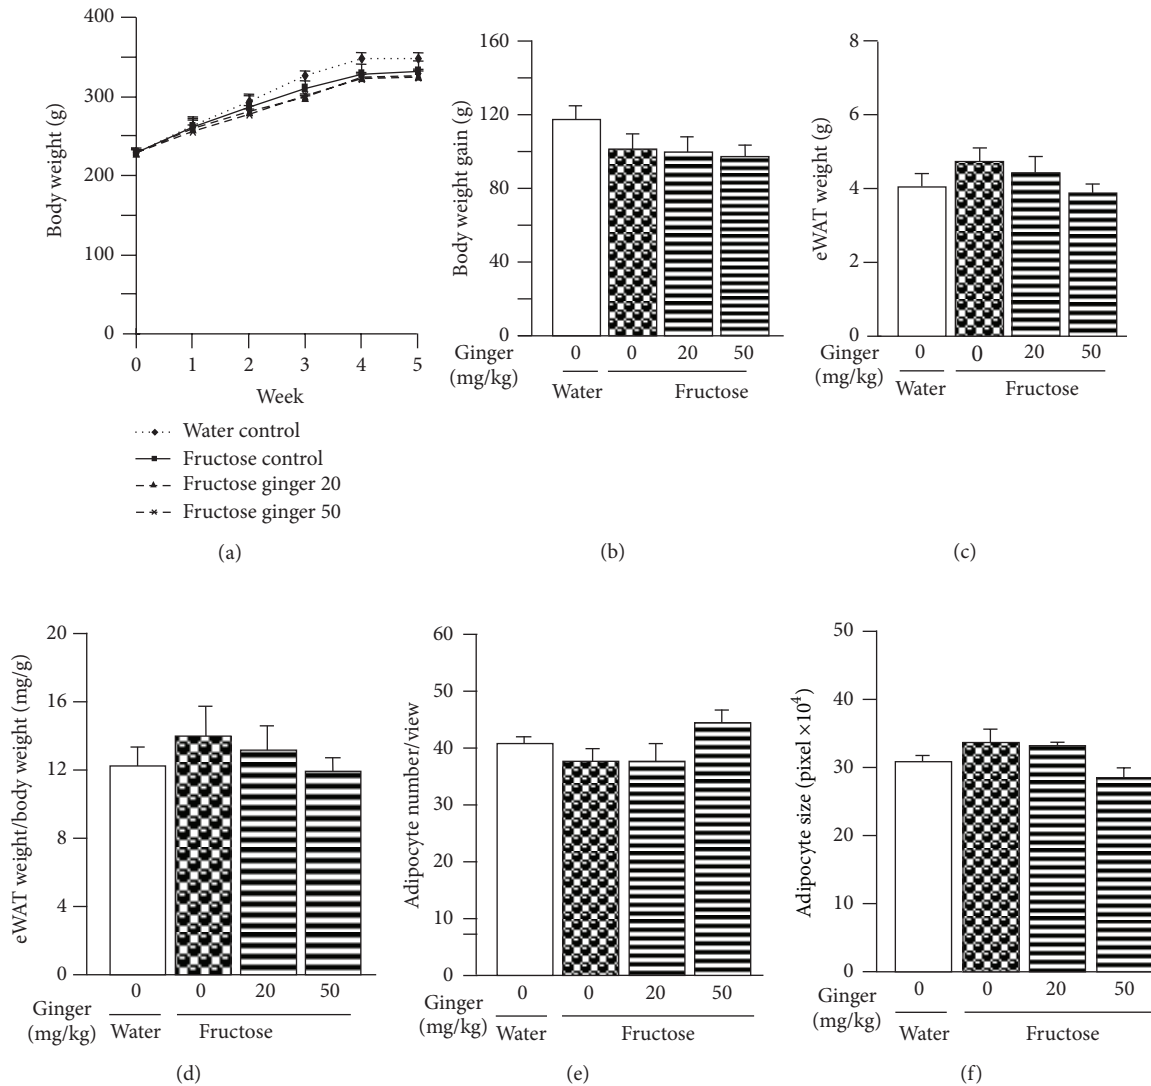 400
300
200
100
0
Body weight (g)
0 1 2 3 4 5
Week
Water control
Fructose control
Fructose ginger 20
Fructose ginger 50
(a)
160
120
80
40
0
Body weight gain (g)
Ginger (mg/kg)
0 0 20 50
Water Fructose
(b)
8
6
4
2
0
eWAT weight (g)
Ginger (mg/kg)
0 0 20 50
Water Fructose
(c)
20
16
12
8
4
0
eWAT weight/body weight (mg/g)
Ginger (mg/kg)
0 0 20 50
Water Fructose
(d)
60
50
40
30
20
10
0
Adipocyte number/view
Ginger (mg/kg)
0 0 20 50
Water Fructose
(e)
50
40
30
20
10
0
Adipocyte size (pixel ×10⁴)
Ginger (mg/kg)
0 0 20 50
Water Fructose
(f)